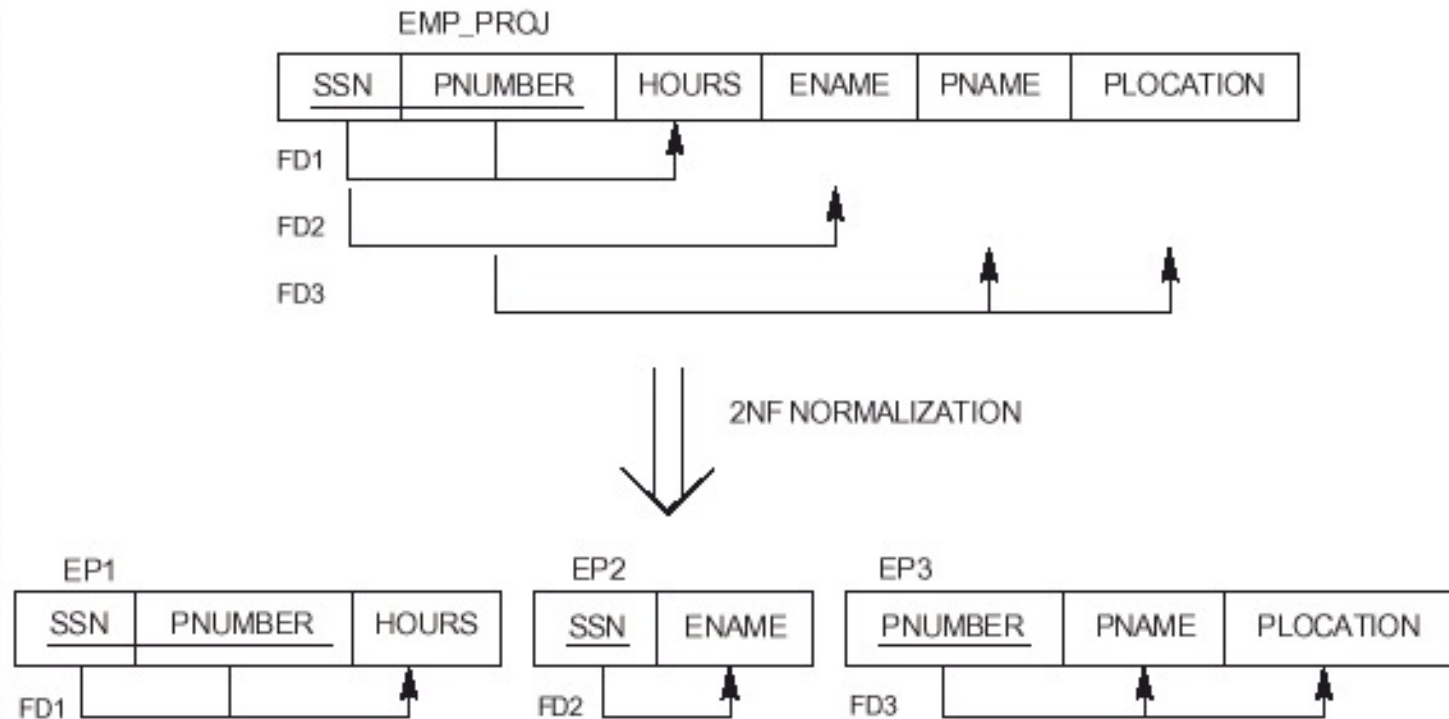 EMP_PROJ
SSN PNUMBER HOURS ENAME PNAME PLOCATION
FD1
FD2
FD3
2NF NORMALIZATION
EP1 EP2 EP3
SSN PNUMBER HOURS SSN ENAME PNUMBER PNAME PLOCATION
FD1 FD2 FD3